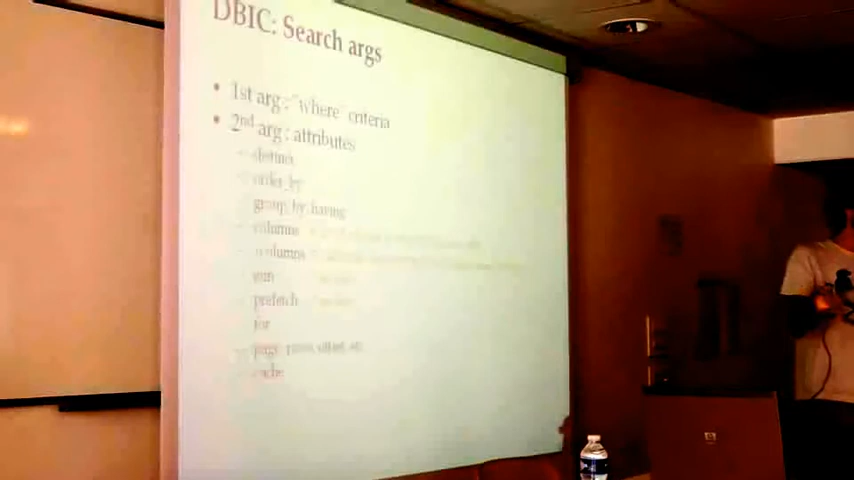 DBIC: Search args
• 1st arg : "where" criteria
• 2nd arg : attributes
- distinct
- order_by
group_by, having
- columns
- +columns
join
- prefetch
for
- page, rows, offset, etc
- cache